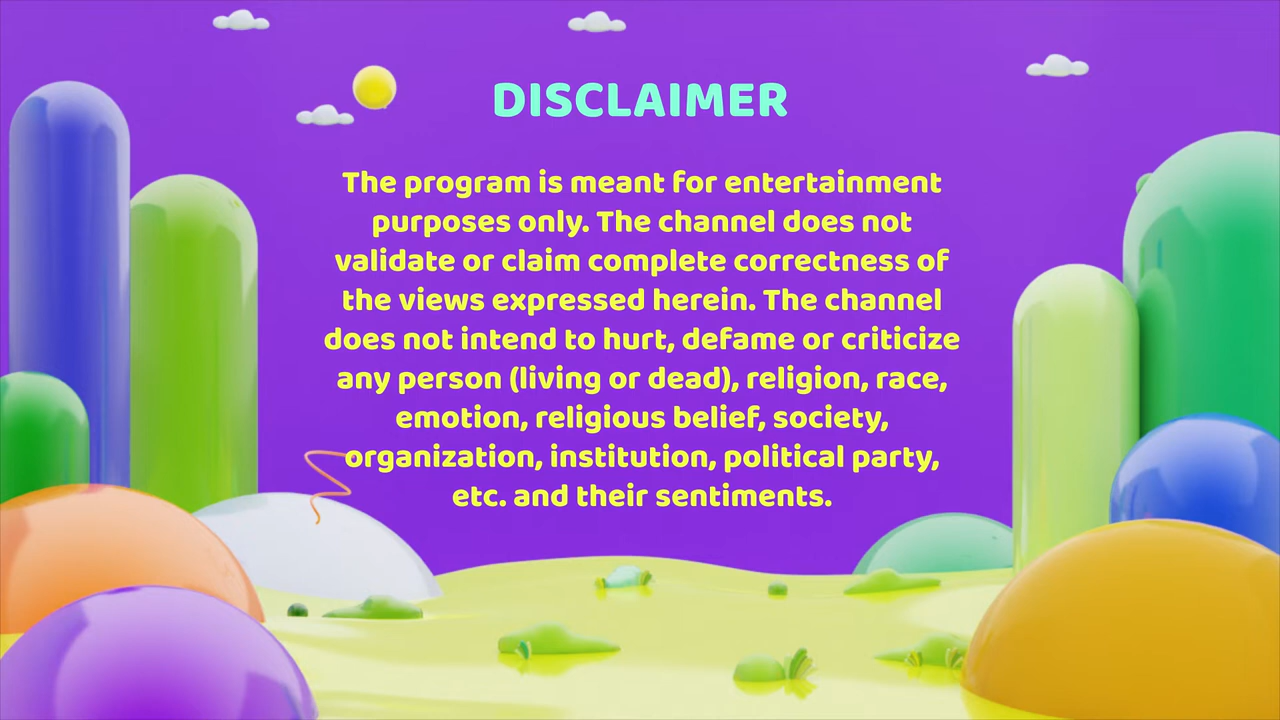 DISCLAIMER
The program is meant for entertainment
purposes only. The channel does not
validate or claim complete correctness of
the views expressed herein. The channel
does not intend to hurt, defame or criticize
any person (living or dead), religion, race,
emotion, religious belief, society,
organization, institution, political party,
etc. and their sentiments.